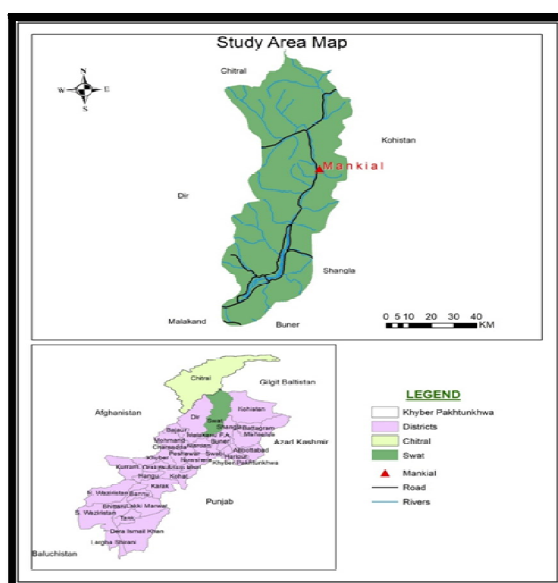 Study Area Map
Chitral
N
W E
S
Kohistan
Mankial
Dir
Shangla
Malakand
Buner
0 5 10 20 30 40
KM
Chitral
Gilgit Baltistan
Afghanistan
Dir
Kohistan
Swat
Shangla
Bajaur
Malakand P.A.
Battagram
Mansehra
Mohmand
Buner
Azad Kashmir
Charsadda
Mardan
Abbottabad
Peshawar
Swabi
Haripur
Khyber
Nowshera
Khyber Pakhtunkhwa
Kurram
Hangu
Kohat
Karak
N. Waziristan
Bannu
Punjab
Lakki Marwat
S. Waziristan
Tank
Dera Ismail Khan
Baluchistan
LEGEND
Khyber Pakhtunkhwa
Districts
Chitral
Swat
Mankial
Road
Rivers